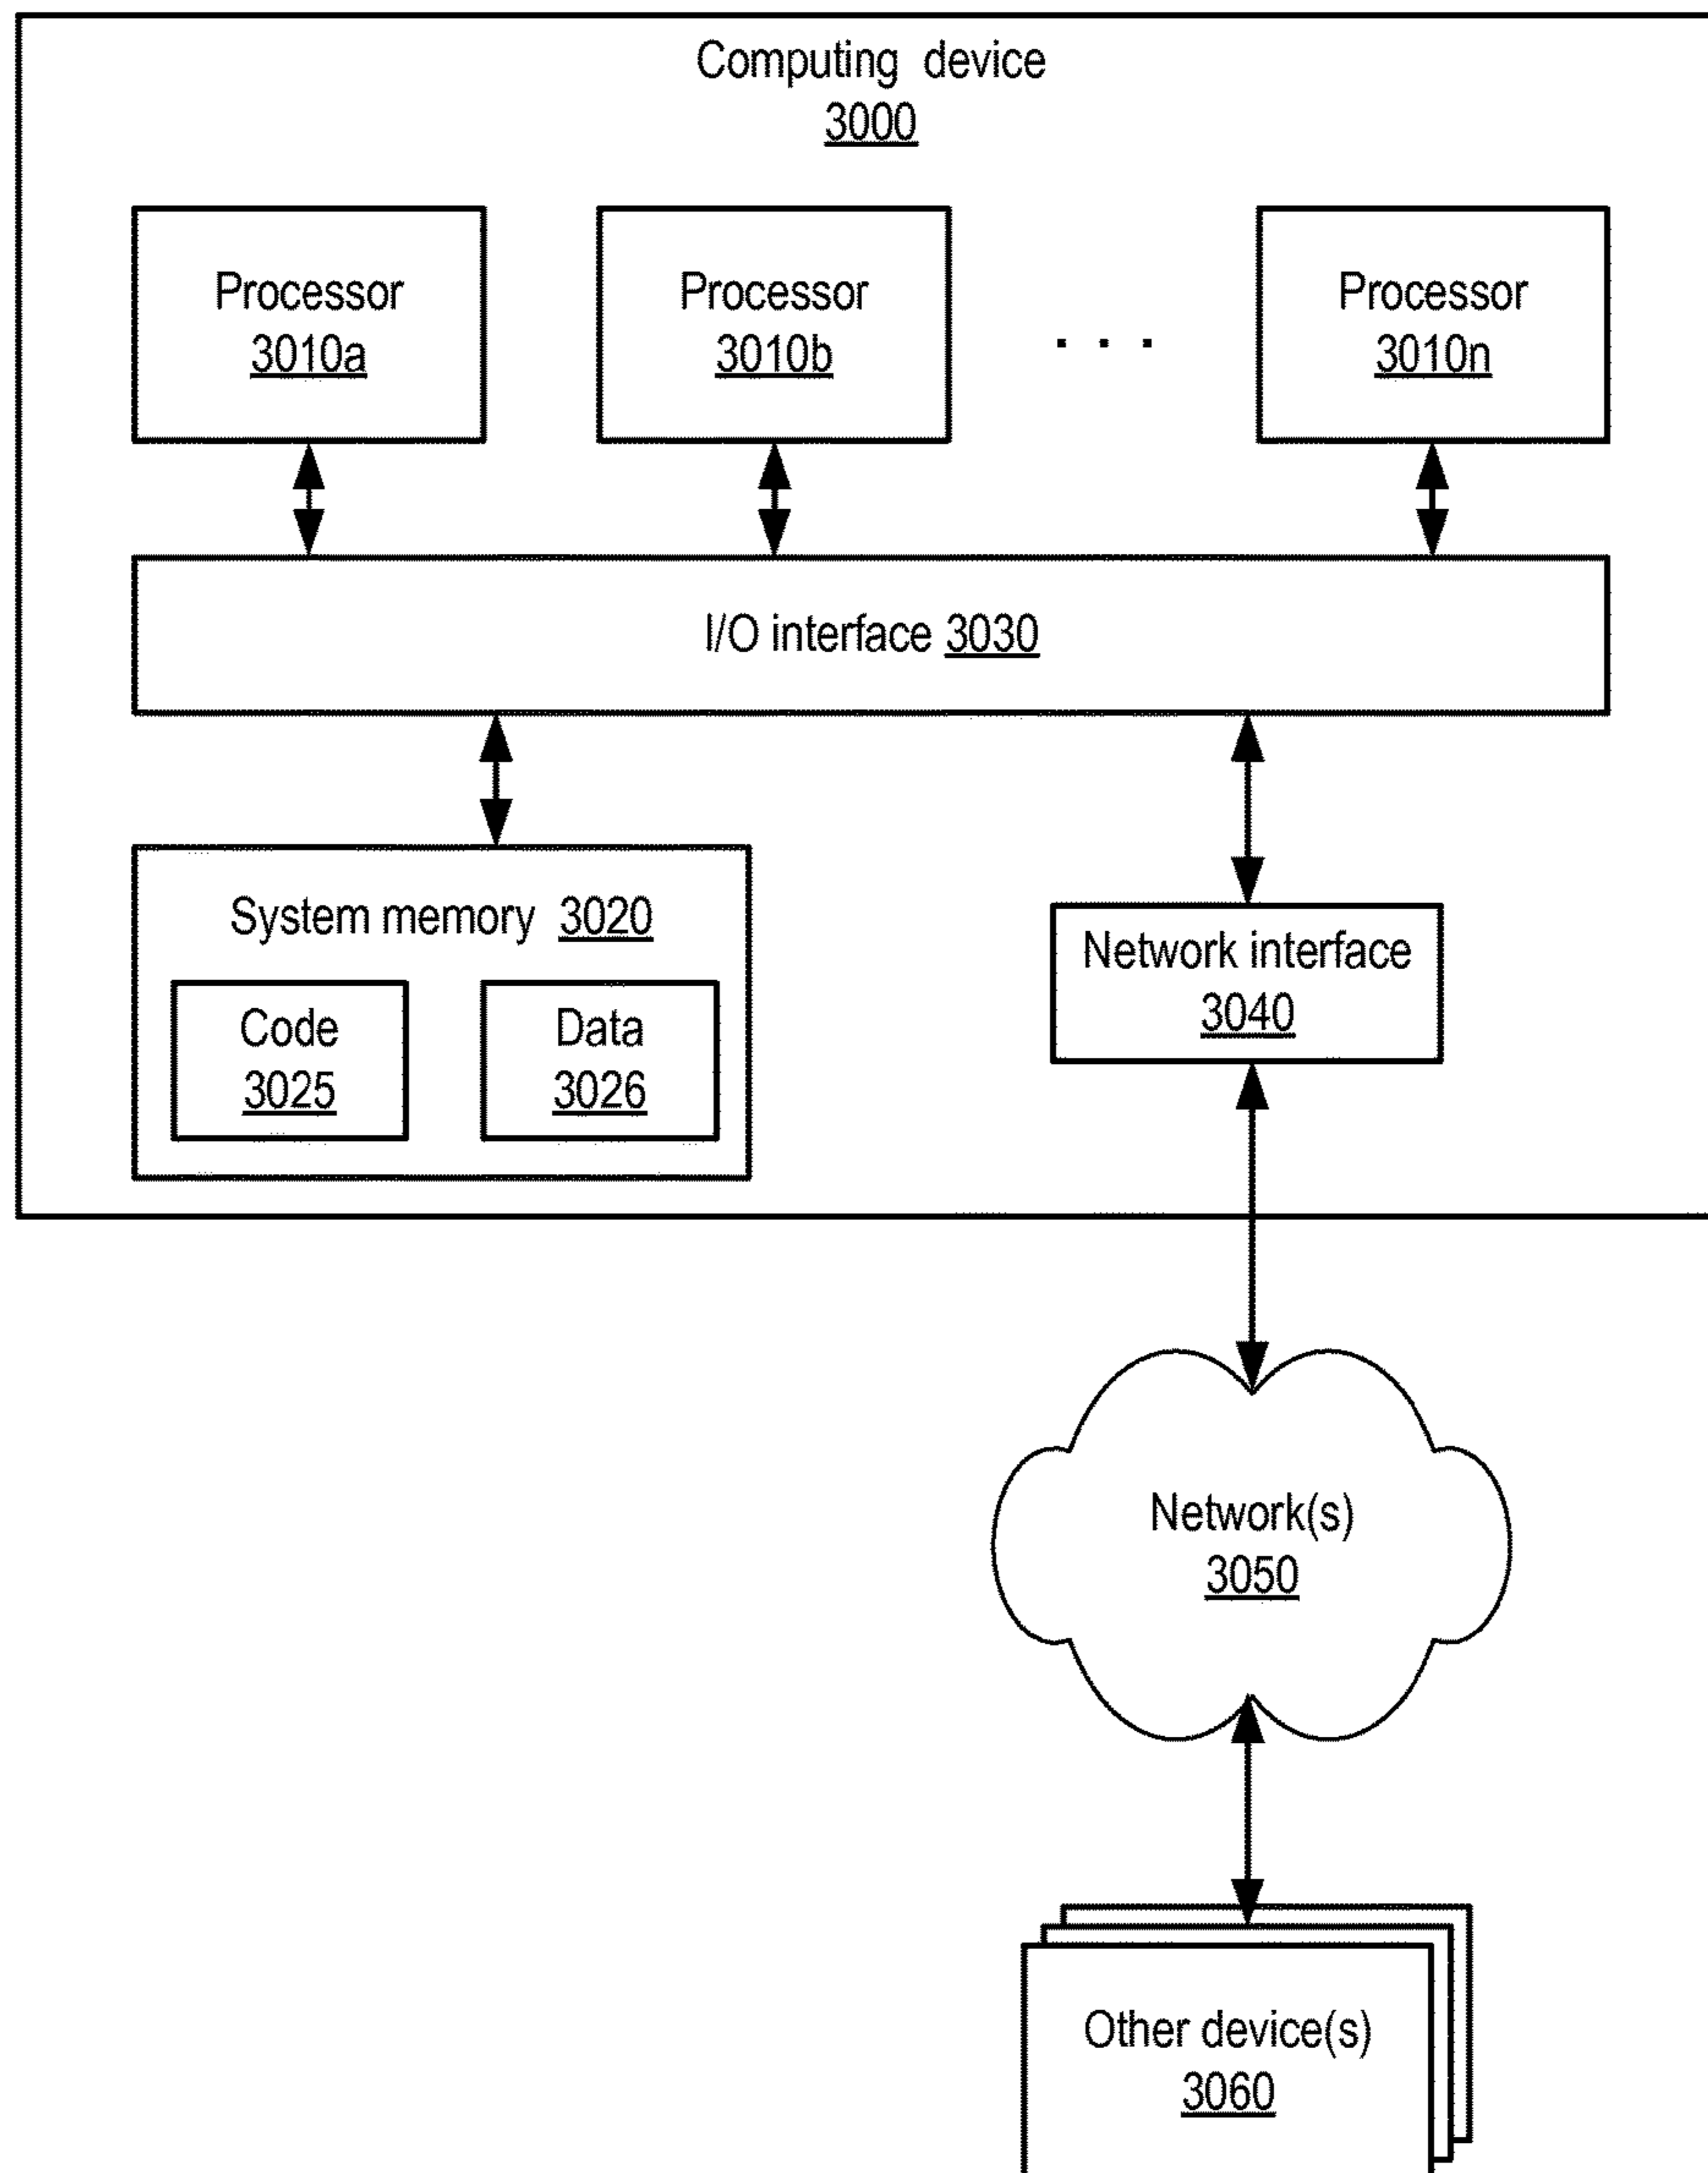 Computing device
3000
Processor
3010a
Processor
3010b
. . .
Processor
3010n
I/O interface 3030
System memory 3020
Code
3025
Data
3026
Network interface
3040
Network(s)
3050
Other device(s)
3060